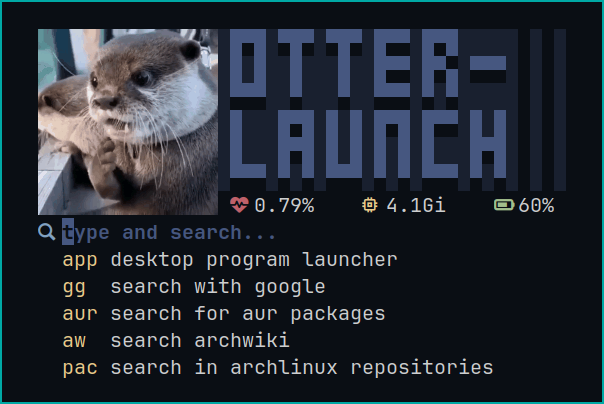 OTTER-
LAUNCH
0.79% 4.1Gi 60%
type and search...
app desktop program launcher
gg search with google
aur search for aur packages
aw search archwiki
pac search in archlinux repositories